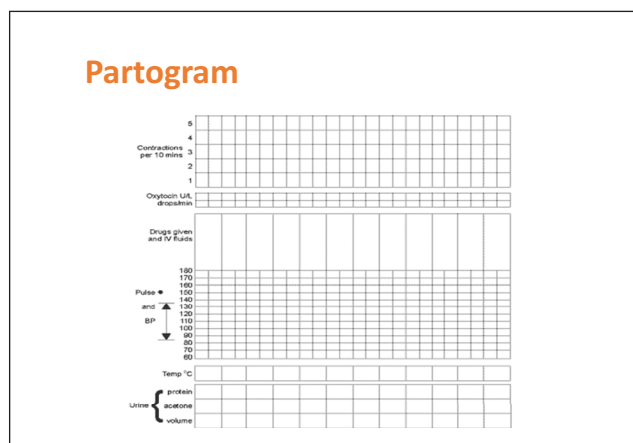 Partogram
5
4
Contractions
per 10 mins
3
2
1
Oxytocin U/L
drops/min
Drugs given
and IV fluids
180
170
160
Pulse
150
140
and
130
120
BP
110
100
90
80
70
60
Temp °C
protein
Urine
acetone
volume